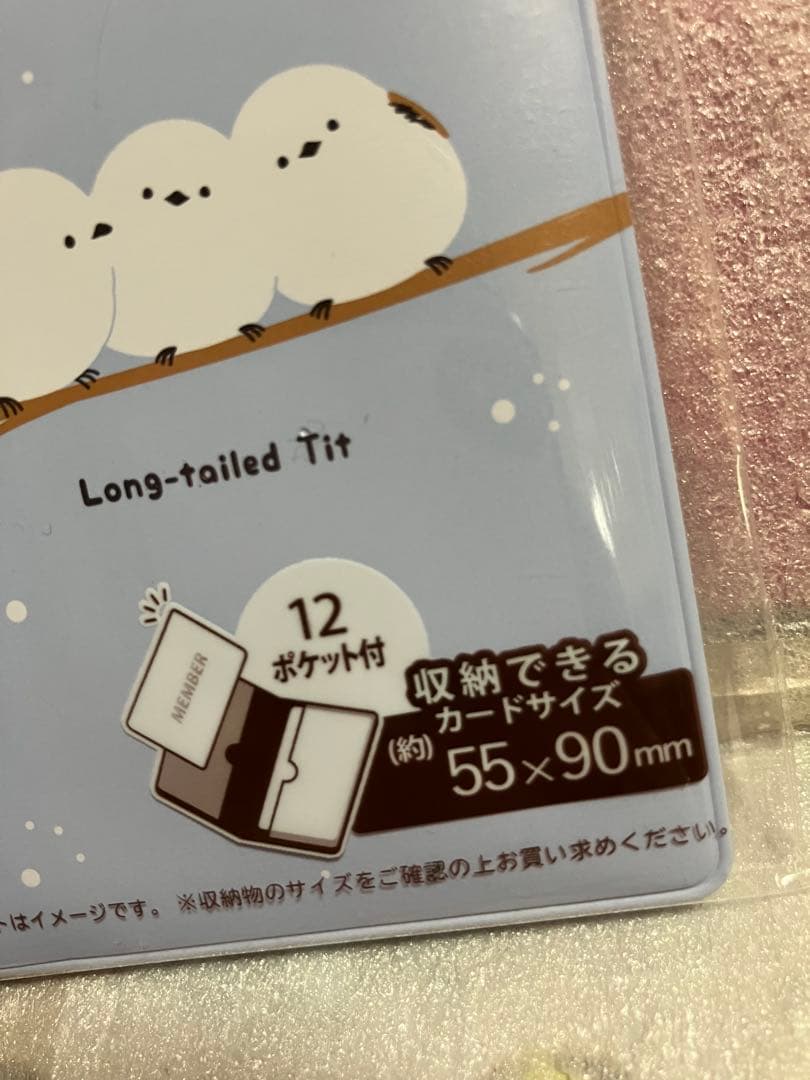 Long-tailed Tit
12
ポケット付
MEMBER
収納できる
カードサイズ
(約)
55×90mm
はイメージです。 ※収納物のサイズをご確認の上お買い求めください。